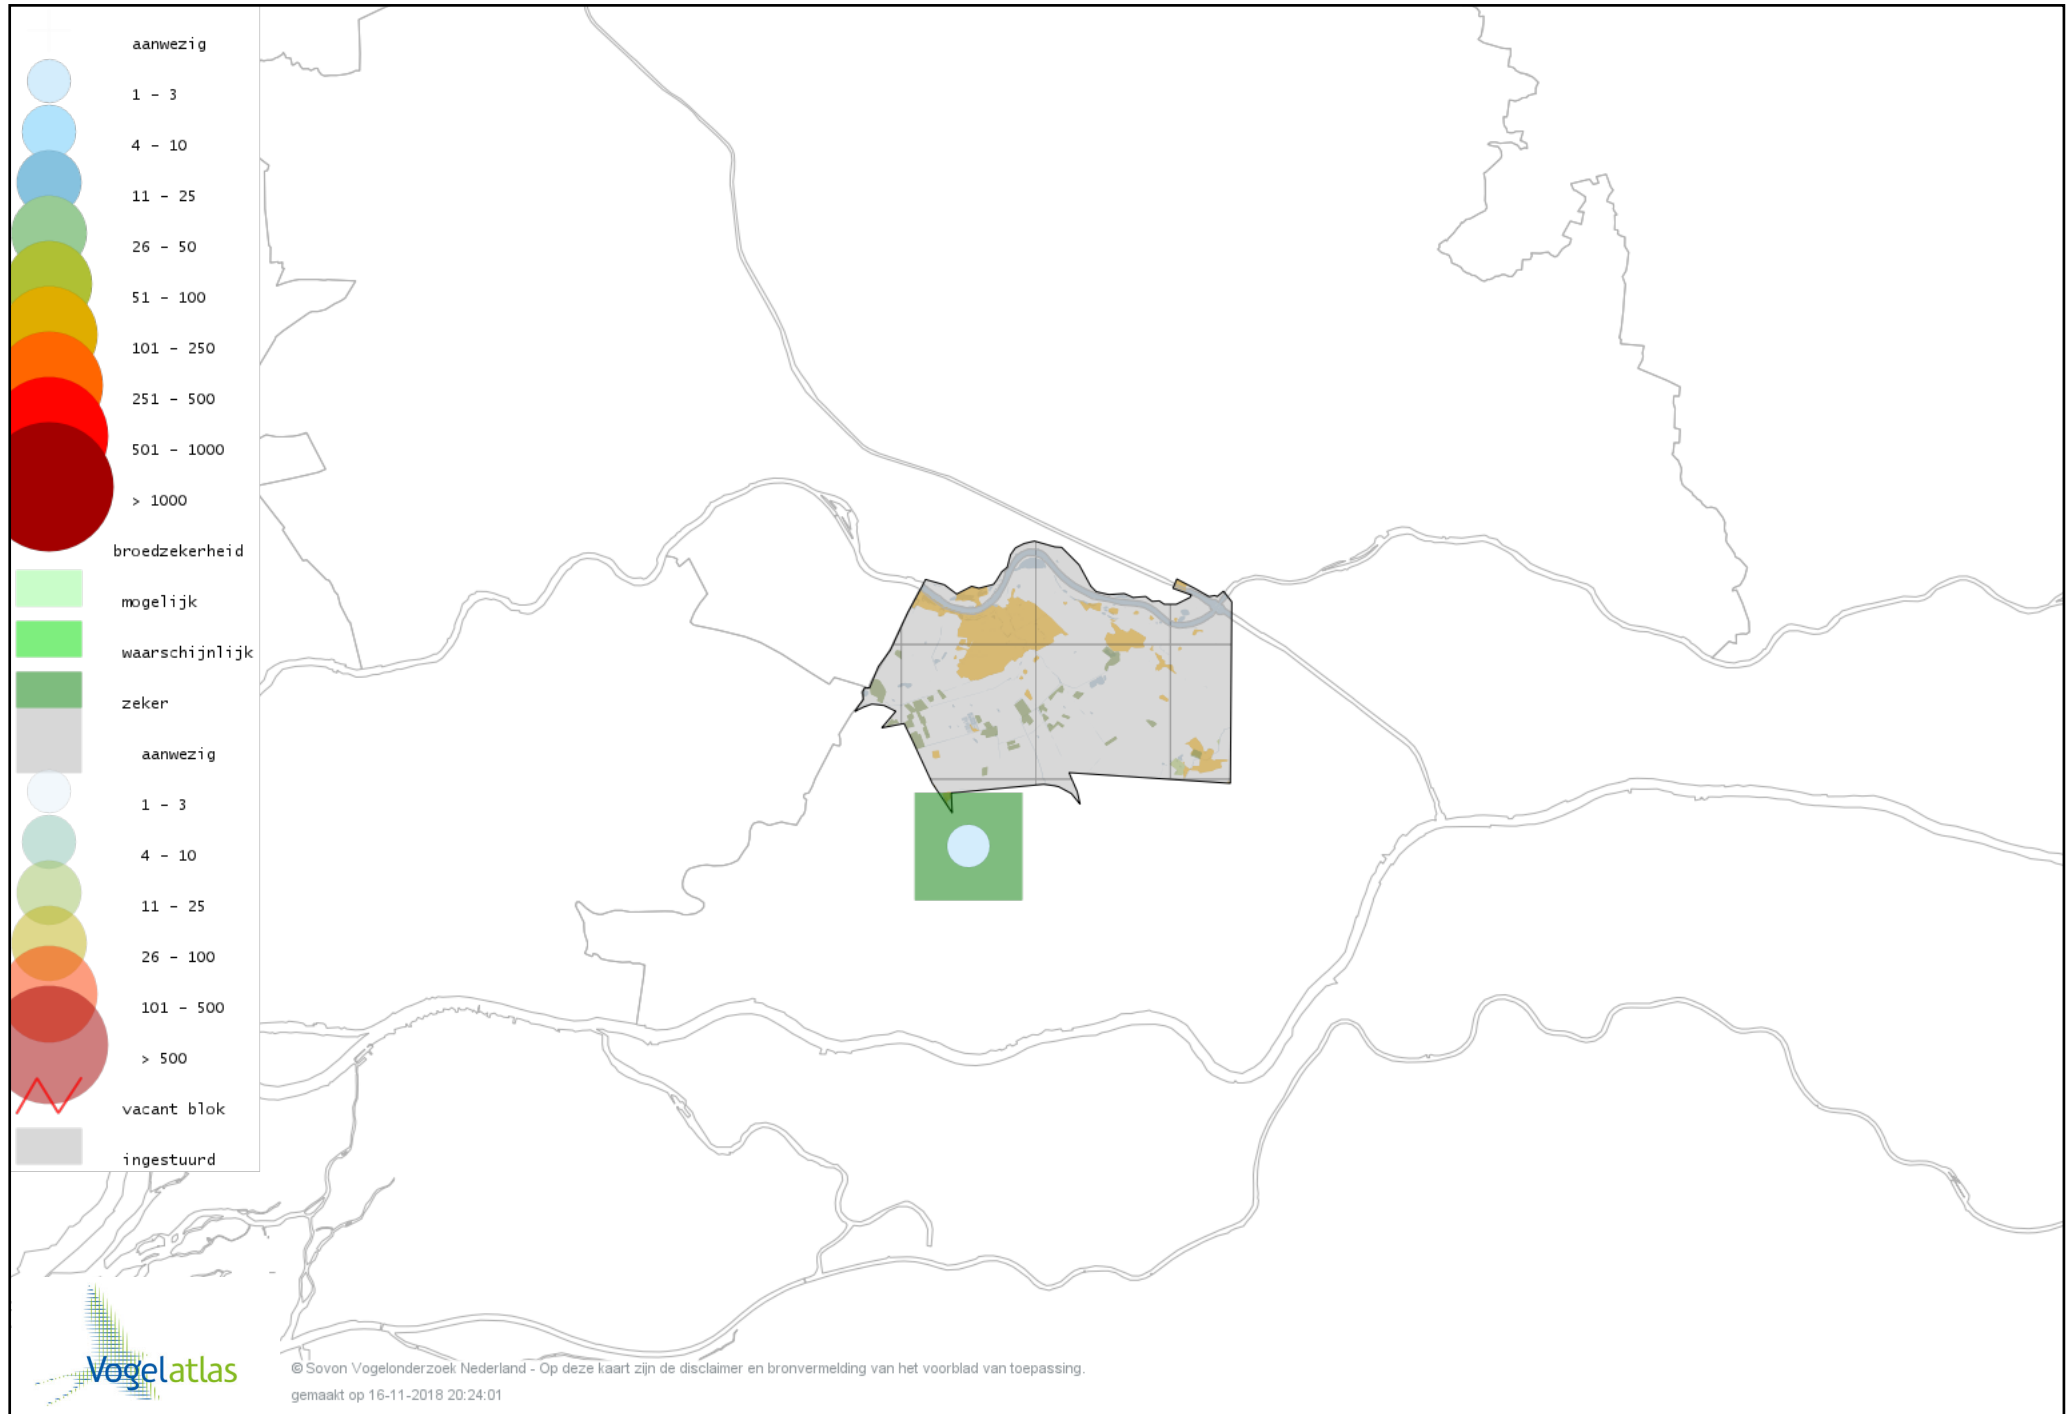 aanwezig
1 - 3
4 - 10
11 - 25
26 - 50
51 - 100
101 - 250
251 - 500
501 - 1000
> 1000
broedzekerheid
mogelijk
waarschijnlijk
zeker
aanwezig
1 - 3
4 - 10
11 - 25
26 - 100
101 - 500
> 500
vacant blok
ingestuurd
Vogelatlas
© Sovon Vogelonderzoek Nederland - Op deze kaart zijn de disclaimer en bronvermelding van het voorblad van toepassing.
gemaakt op 16-11-2018 20:24:01